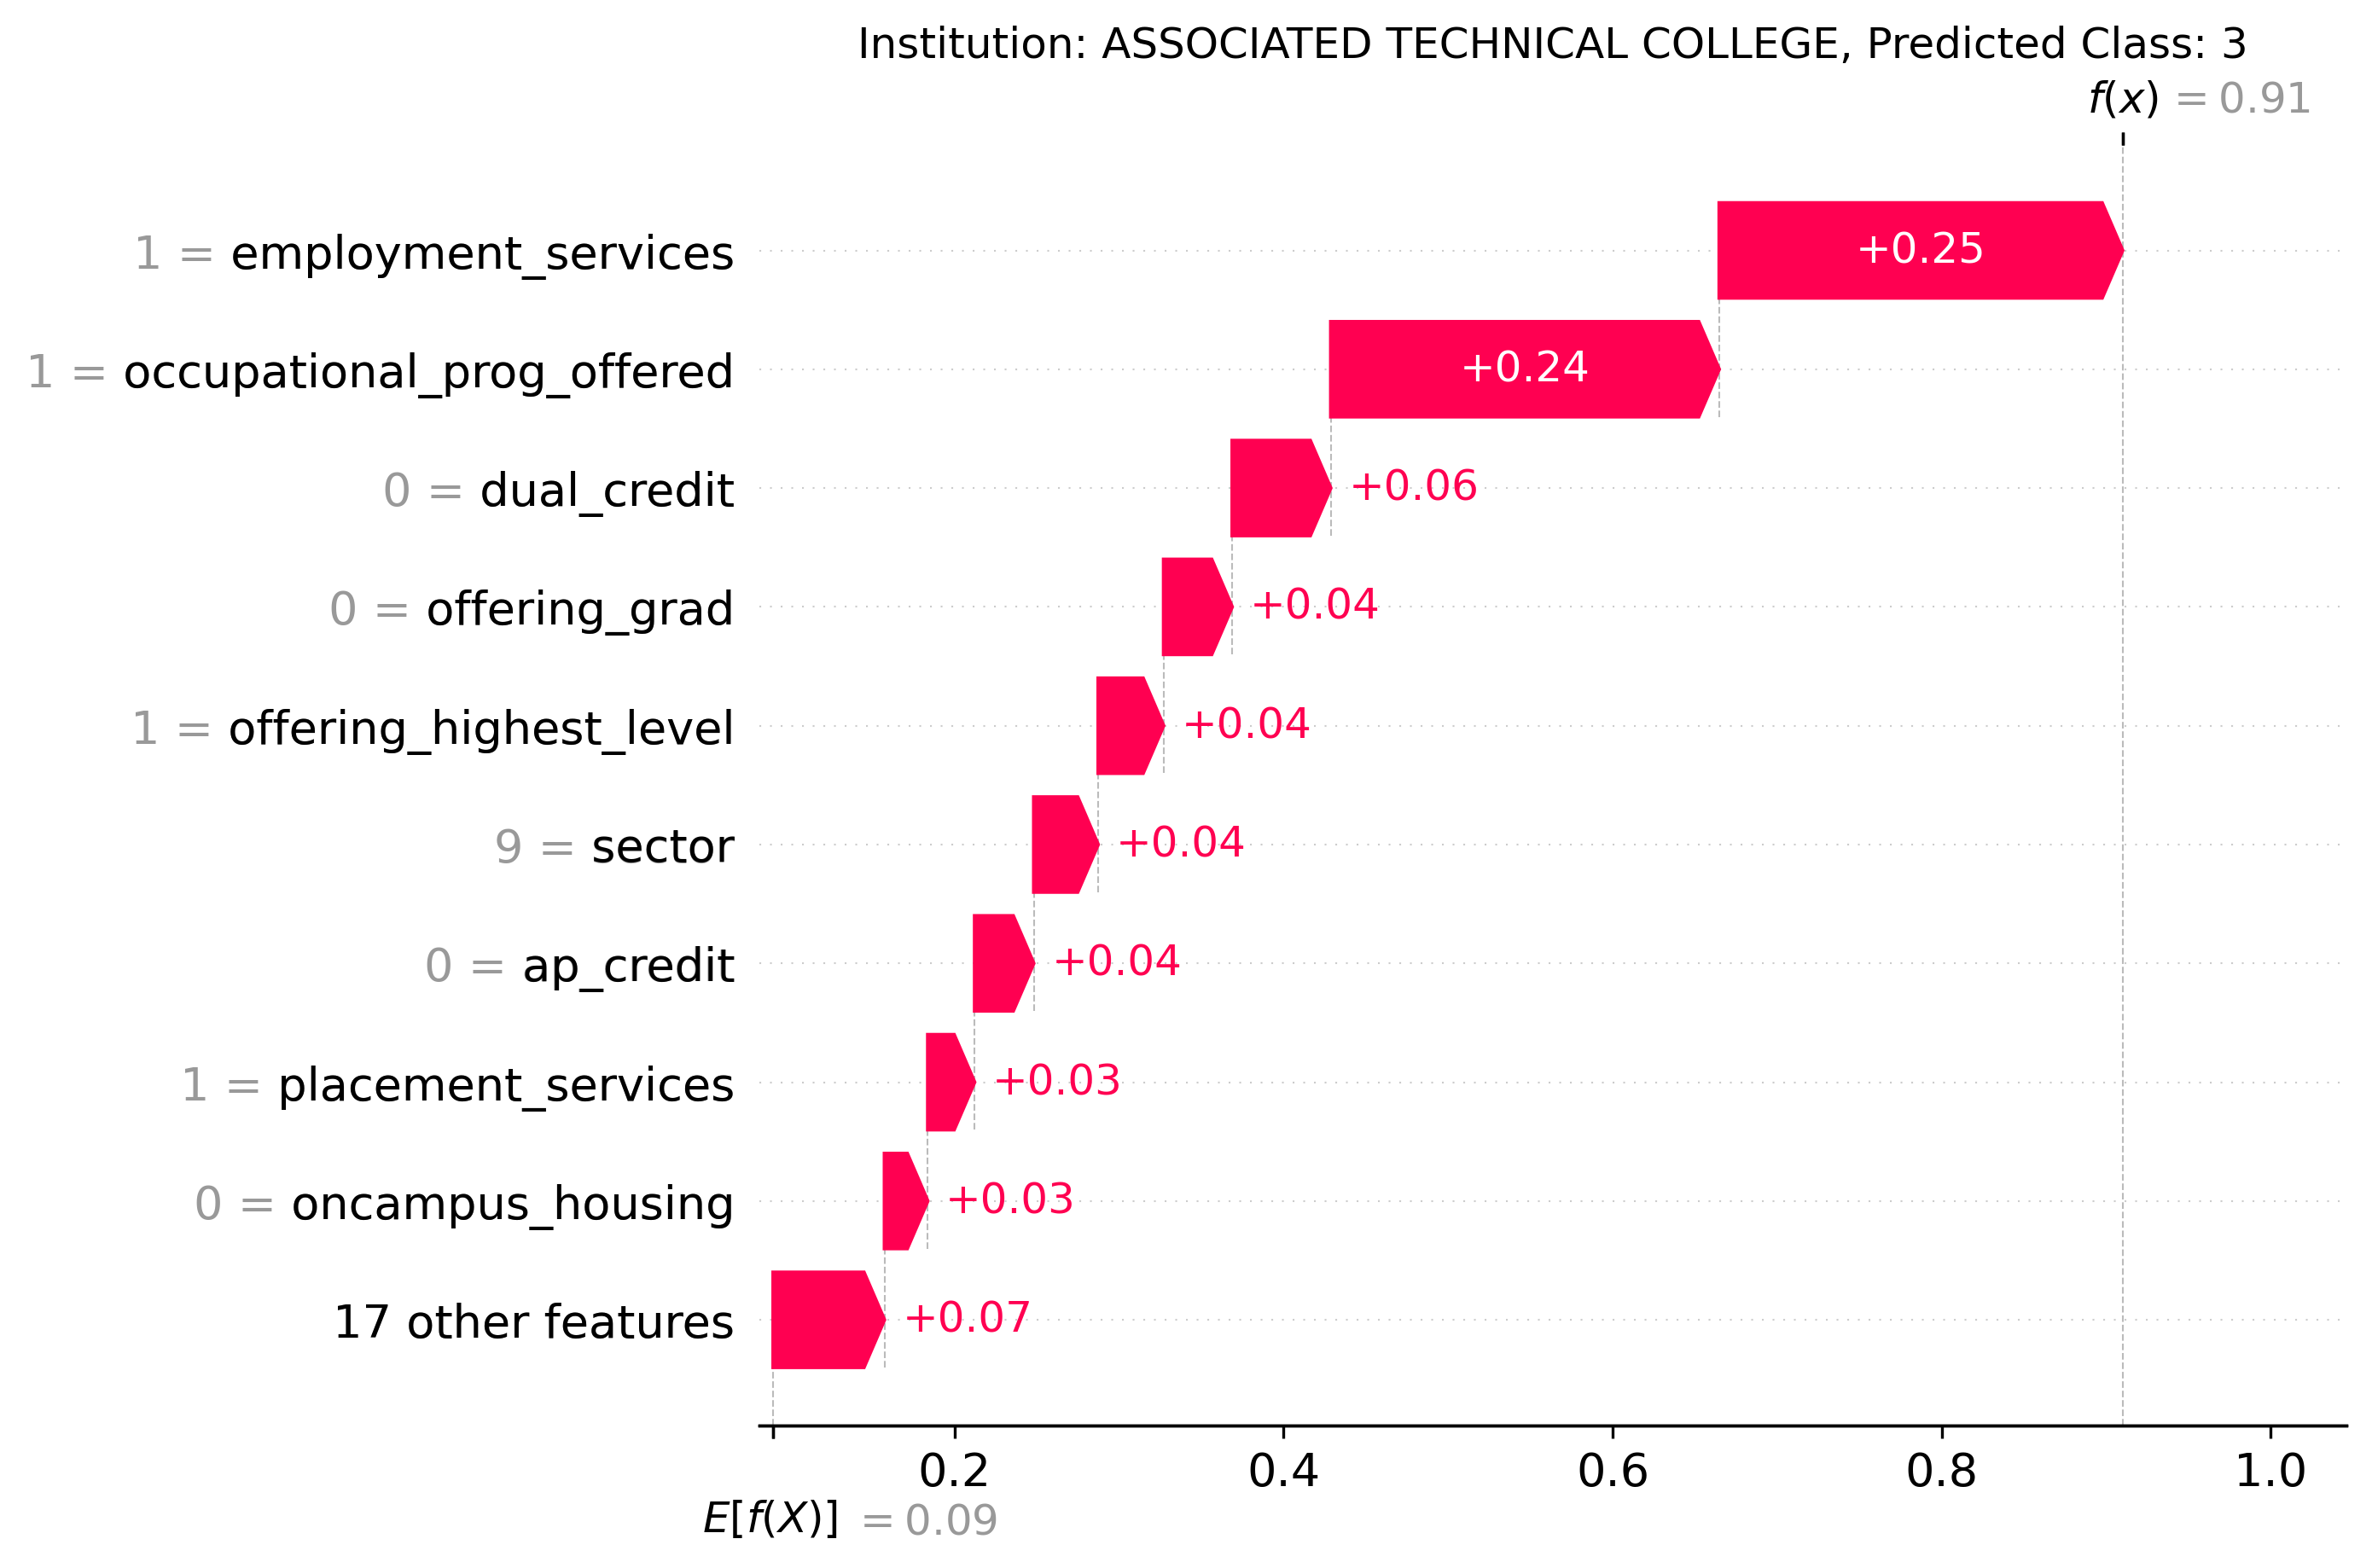 Institution: ASSOCIATED TECHNICAL COLLEGE, Predicted Class: 3
f(x) = 0.91
1 = employment_services +0.25
1 = occupational_prog_offered +0.24
0 = dual_credit +0.06
0 = offering_grad +0.04
1 = offering_highest_level +0.04
9 = sector +0.04
0 = ap_credit +0.04
1 = placement_services +0.03
0 = oncampus_housing +0.03
17 other features +0.07
0.2 0.4 0.6 0.8 1.0
E[f(X)] = 0.09